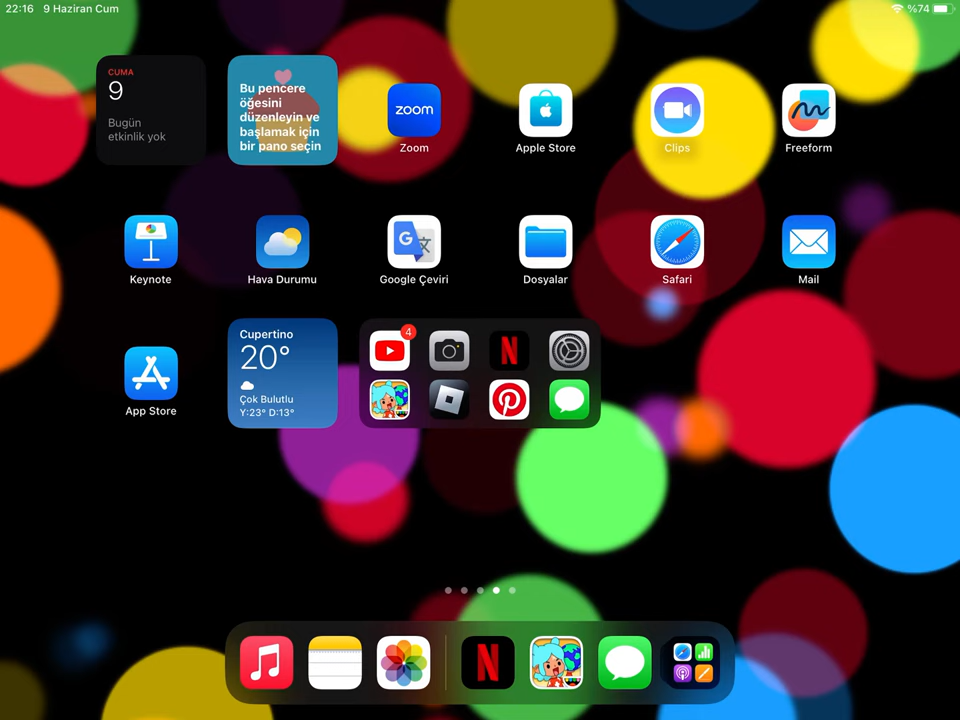 22:16 9 Haziran Cum
%74
CUMA
9
Bugün
etkinlik yok
Bu pencere
öğesini
düzenleyin ve
başlamak için
bir pano seçin
zoom
Zoom
Apple Store
Clips
Freeform
Keynote
Hava Durumu
G 文
Google Çeviri
Dosyalar
Safari
Mail
App Store
Cupertino
20°
Çok Bulutlu
Y:23° D:13°
4
N
N